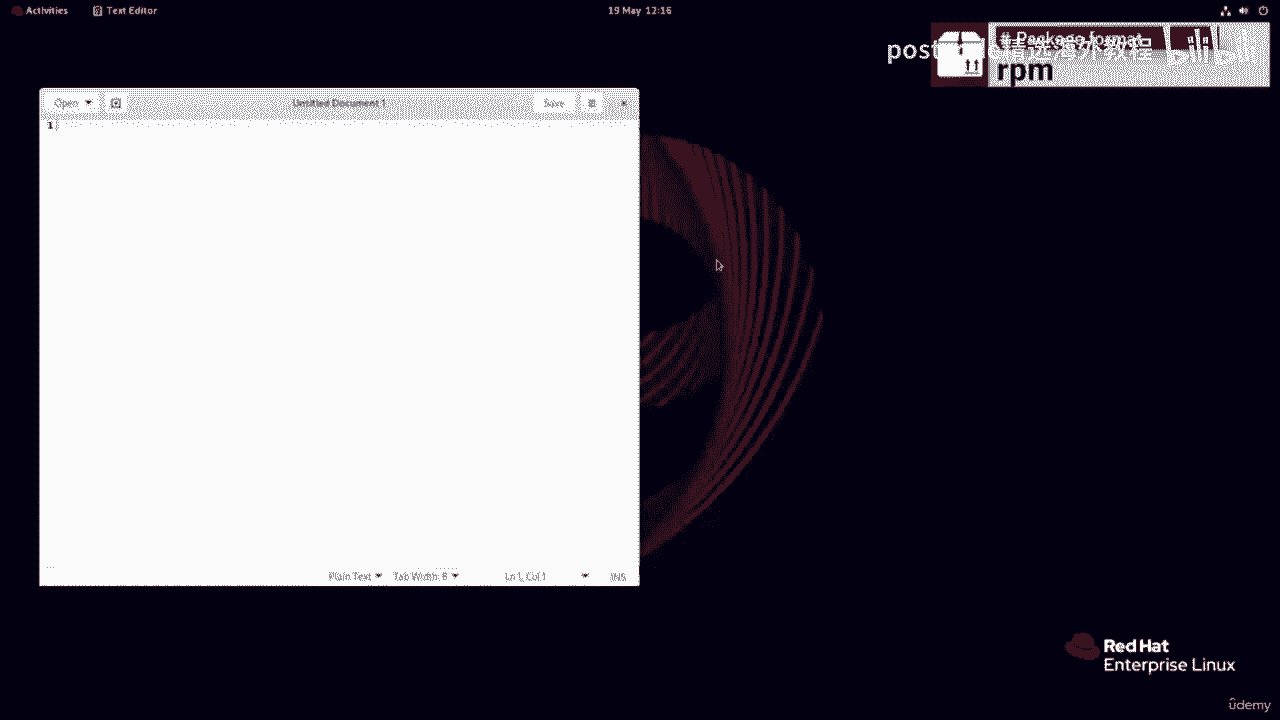 Activities Text Editor 19 May 12:16
# Package format
rpm
post 精选海外教程 bilibili
Open Untitled Document 1 Save
1
Plain Text Tab Width: 8 Ln 1, Col 1 INS
Red Hat
Enterprise Linux
ûdemy